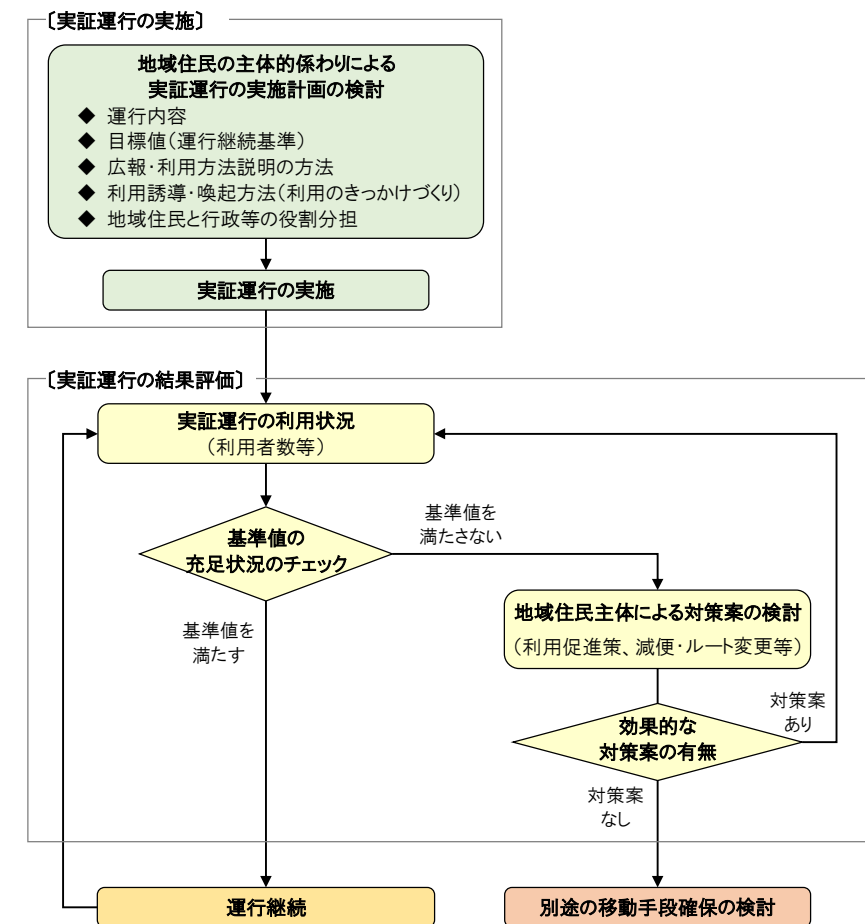 〔実証運行の実施〕
地域住民の主体的係わりによる
実証運行の実施計画の検討
◆ 運行内容
◆ 目標値（運行継続基準）
◆ 広報・利用方法説明の方法
◆ 利用誘導・喚起方法（利用のきっかけづくり）
◆ 地域住民と行政等の役割分担
実証運行の実施
〔実証運行の結果評価〕
実証運行の利用状況
（利用者数等）
基準値の
充足状況のチェック
基準値を
満たさない
基準値を
満たす
地域住民主体による対策案の検討
（利用促進策、減便・ルート変更等）
効果的な
対策案の有無
対策案
あり
対策案
なし
運行継続
別途の移動手段確保の検討